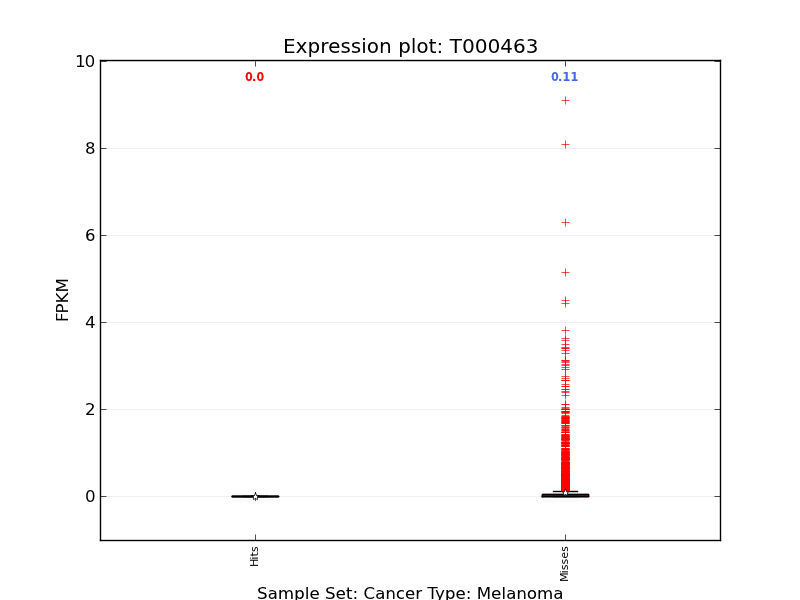 Expression plot: T000463
10
0.0
0.11
8
6
FPKM
4
2
0
Hits
Misses
Sample Set: Cancer Type: Melanoma